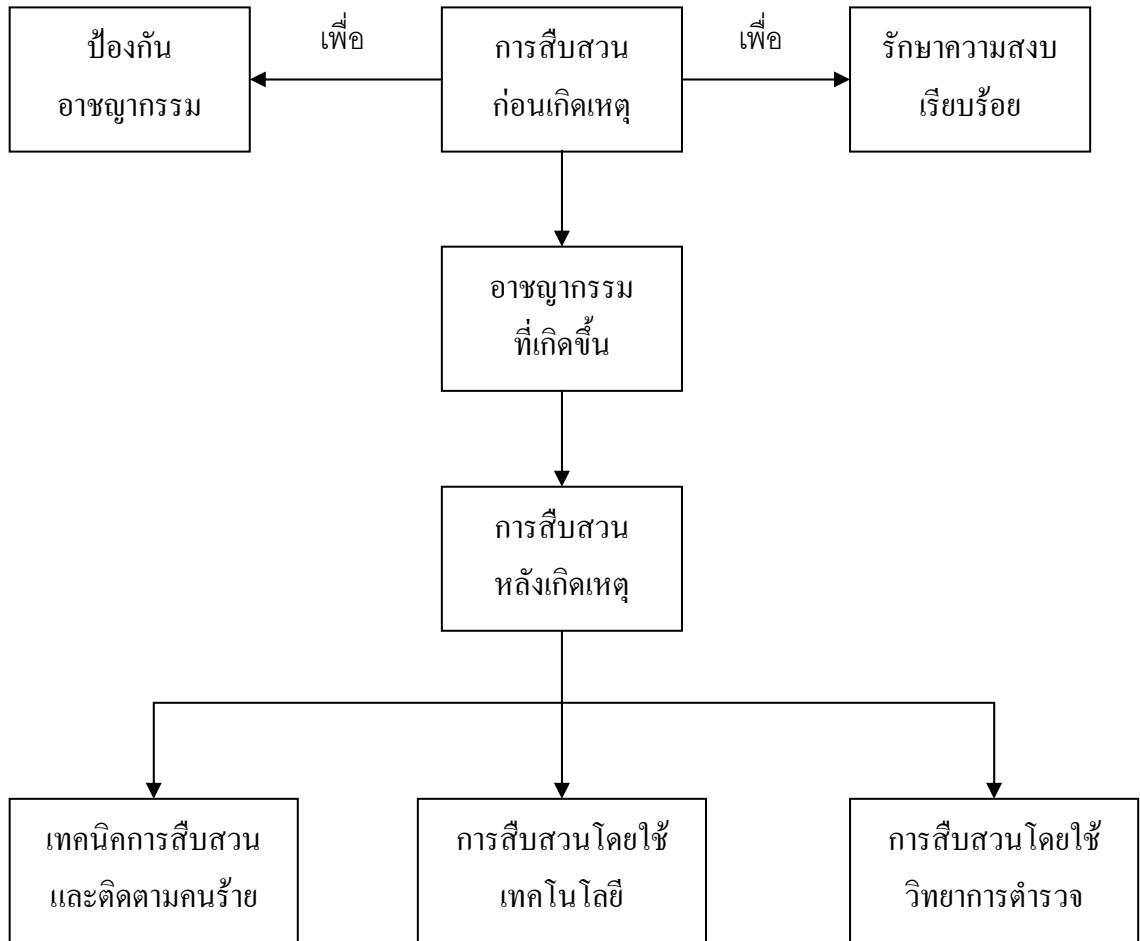 ป้องกัน
อาชญากรรม
เพื่อ
การสืบสวน
ก่อนเกิดเหตุ
เพื่อ
รักษาความสงบ
เรียบร้อย
อาชญากรรม
ที่เกิดขึ้น
การสืบสวน
หลังเกิดเหตุ
เทคนิคการสืบสวน
และติดตามคนร้าย
การสืบสวนโดยใช้
เทคโนโลยี
การสืบสวนโดยใช้
วิทยาการตำรวจ